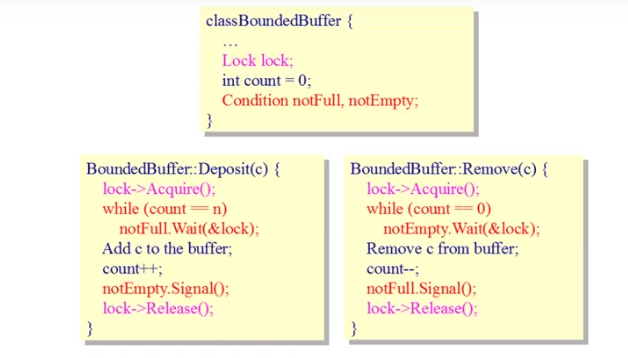 classBoundedBuffer {
...
Lock lock;
int count = 0;
Condition notFull, notEmpty;
}
BoundedBuffer::Deposit(c) {
lock->Acquire();
while (count == n)
notFull.Wait(&lock);
Add c to the buffer;
count++;
notEmpty.Signal();
lock->Release();
}
BoundedBuffer::Remove(c) {
lock->Acquire();
while (count == 0)
notEmpty.Wait(&lock);
Remove c from buffer;
count--;
notFull.Signal();
lock->Release();
}